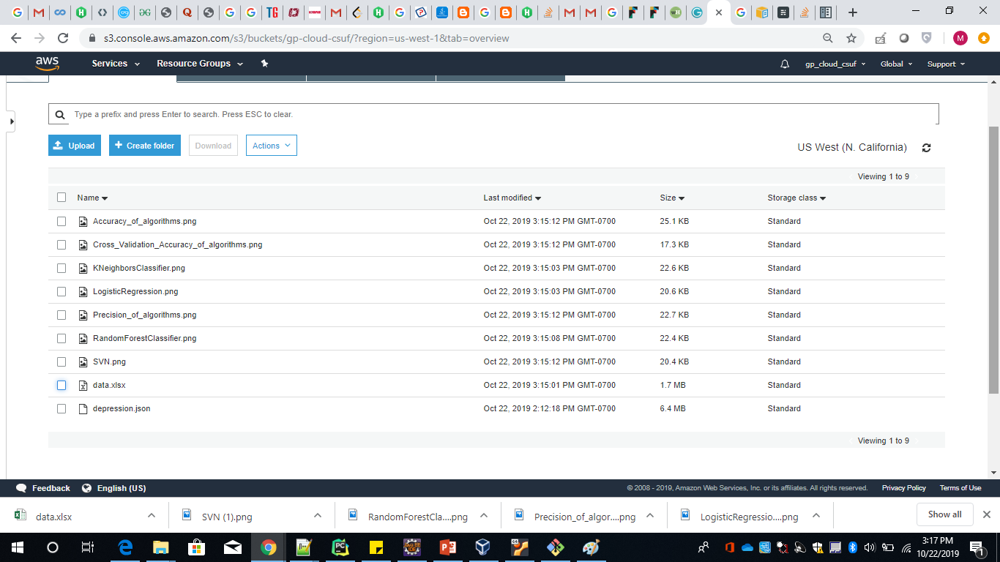 s3.console.aws.amazon.com/s3/buckets/gp-cloud-csuf/?region=us-west-1&tab=overview
M
aws Services Resource Groups gp_cloud_csuf Global Support
Type a prefix and press Enter to search. Press ESC to clear.
Upload + Create folder Download Actions US West (N. California)
Viewing 1 to 9
Name Last modified Size Storage class
Accuracy_of_algorithms.png Oct 22, 2019 3:15:12 PM GMT-0700 25.1 KB Standard
Cross_Validation_Accuracy_of_algorithms.png Oct 22, 2019 3:15:12 PM GMT-0700 17.3 KB Standard
KNeighborsClassifier.png Oct 22, 2019 3:15:03 PM GMT-0700 22.6 KB Standard
LogisticRegression.png Oct 22, 2019 3:15:03 PM GMT-0700 20.6 KB Standard
Precision_of_algorithms.png Oct 22, 2019 3:15:12 PM GMT-0700 22.7 KB Standard
RandomForestClassifier.png Oct 22, 2019 3:15:08 PM GMT-0700 22.4 KB Standard
SVN.png Oct 22, 2019 3:15:12 PM GMT-0700 20.4 KB Standard
data.xlsx Oct 22, 2019 3:15:01 PM GMT-0700 1.7 MB Standard
depression.json Oct 22, 2019 2:12:18 PM GMT-0700 6.4 MB Standard
Viewing 1 to 9
Feedback English (US) © 2008 - 2019, Amazon Web Services, Inc. or its affiliates. All rights reserved. Privacy Policy Terms of Use
data.xlsx SVN (1).png RandomForestCla....png Precision_of_algor....png LogisticRegressio....png Show all
3:17 PM
10/22/2019
1